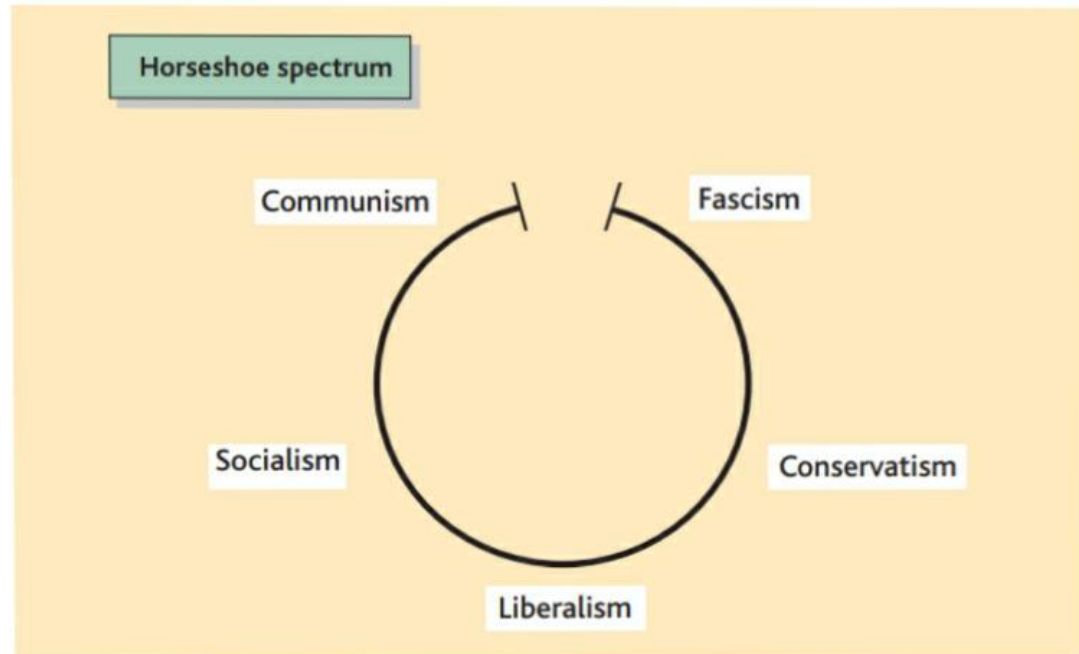 Horseshoe spectrum
Communism
Fascism
Socialism
Conservatism
Liberalism